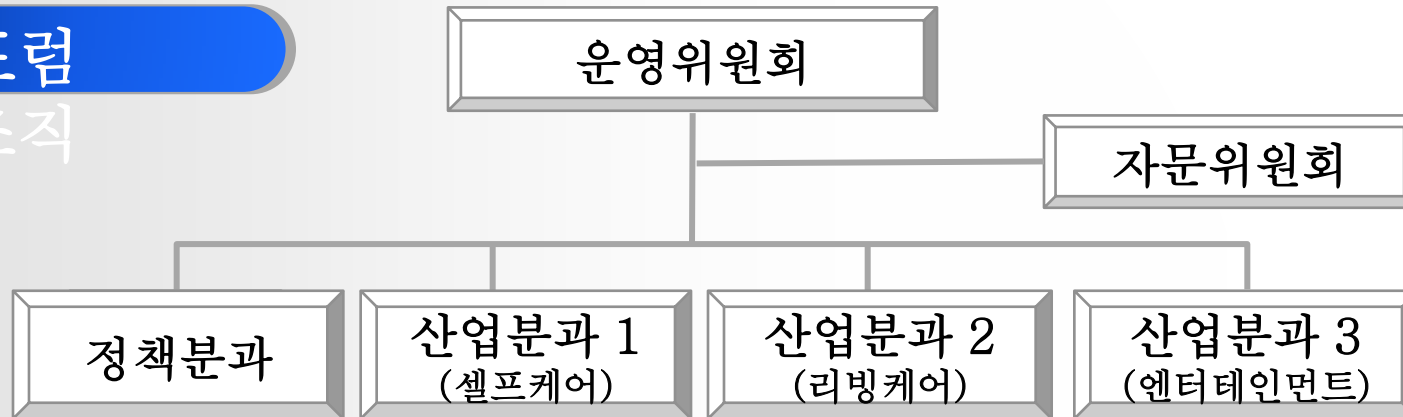 운영위원회
자문위원회
정책분과
산업분과 1
(셀프케어)
산업분과 2
(리빙케어)
산업분과 3
(엔터테인먼트)